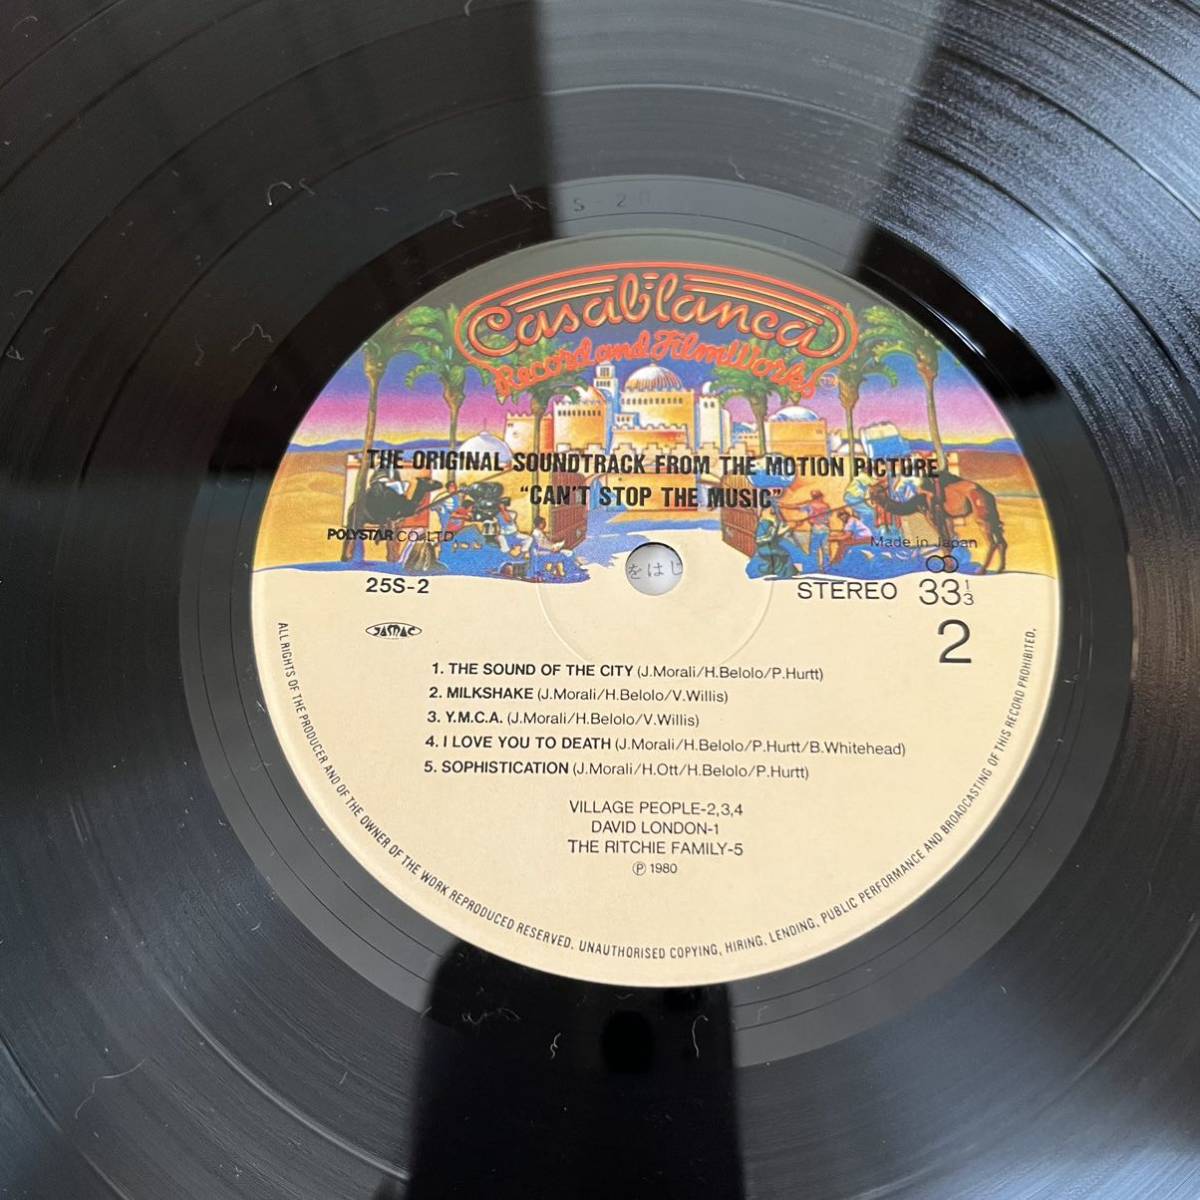 S-2
Casablanca
Record and FilmWorks
THE ORIGINAL SOUNDTRACK FROM THE MOTION PICTURE
"CAN'T STOP THE MUSIC"
POLYSTAR CO., LTD.
Made in Japan
をはじ
25S-2
STEREO 33 1/3
JASRAC
2
1. THE SOUND OF THE CITY (J.Morali/H.Belolo/P.Hurtt)
2. MILKSHAKE (J.Morali/H.Belolo/V.Willis)
3. Y.M.C.A. (J.Morali/H.Belolo/V.Willis)
4. I LOVE YOU TO DEATH (J.Morali/H.Belolo/P.Hurtt/B.Whitehead)
5. SOPHISTICATION (J.Morali/H.Ott/H.Belolo/P.Hurtt)
VILLAGE PEOPLE-2,3,4
DAVID LONDON-1
THE RITCHIE FAMILY-5
℗ 1980
ALL RIGHTS OF THE PRODUCER AND OF THE OWNER OF THE WORK REPRODUCED RESERVED. UNAUTHORISED COPYING, HIRING, LENDING, PUBLIC PERFORMANCE AND BROADCASTING OF THIS RECORD PROHIBITED.